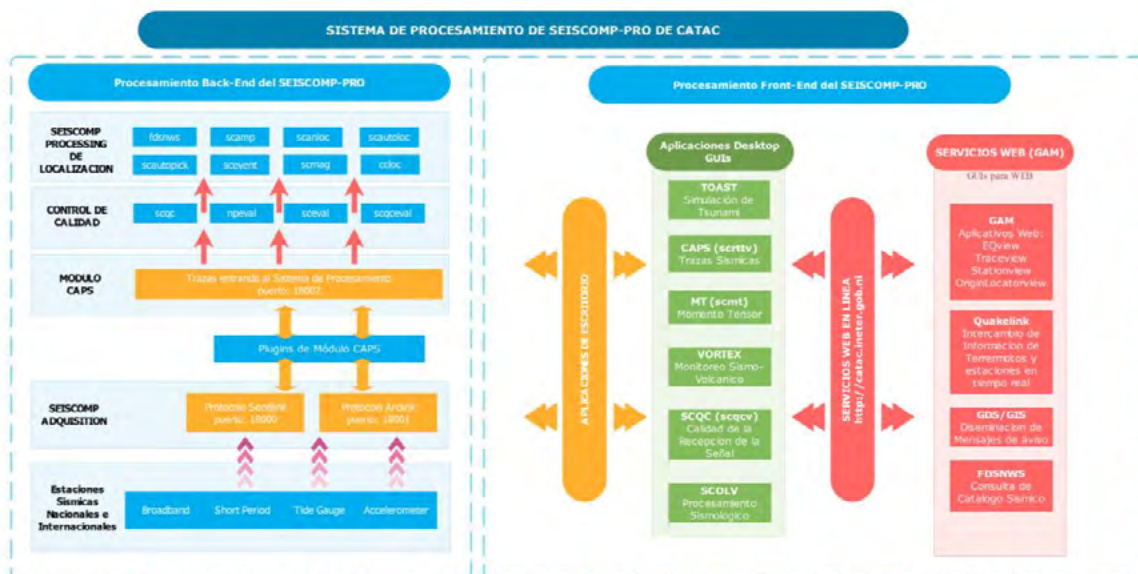 SISTEMA DE PROCESAMIENTO DE SEISCOMP-PRO DE CATAC
Procesamiento Back-End del SEISCOMP-PRO
SEISCOMP
PROCESSING
DE
LOCALIZACION
fdsnws
scamp
scanloc
scautoloc
scautopick
scevent
scmag
ccloc
CONTROL DE
CALIDAD
scqc
npeval
sceval
scqceval
MODULO
CAPS
Trazas entrando al Sistema de Procesamiento
puerto: 18002
Plugins de Módulo CAPS
SEISCOMP
ADQUISITION
Protocolo Seedlink
puerto: 18000
Protocolo Arclink
puerto: 18001
Estaciones
Sísmicas
Nacionales e
Internacionales
Broadband
Short Period
Tide Gauge
Accelerometer
Procesamiento Front-End del SEISCOMP-PRO
APLICACIONES DE ESCRITORIO
Aplicaciones Desktop
GUIs
TOAST
Simulación de
Tsunami
CAPS (scrttv)
Trazas Sísmicas
MT (scmt)
Momento Tensor
VORTEX
Monitoreo Sismo-
Volcanico
SCQC (scqcv)
Calidad de la
Recepcion de la
Señal
SCOLV
Procesamiento
Sismologico
SERVICIOS WEB EN LINEA
http://catac.ineter.gob.ni
SERVICIOS WEB (GAM)
GUIs para WEB
GAM
Aplicativos Web:
EQview
Traceview
Stationview
OriginLocatorview
Quakelink
Intercambio de
Informacion de
Terremotos y
estaciones en
tiempo real
GDS/GIS
Diseminacion de
Mensajes de aviso
FDSNWS
Consulta de
Catalogo Sismico